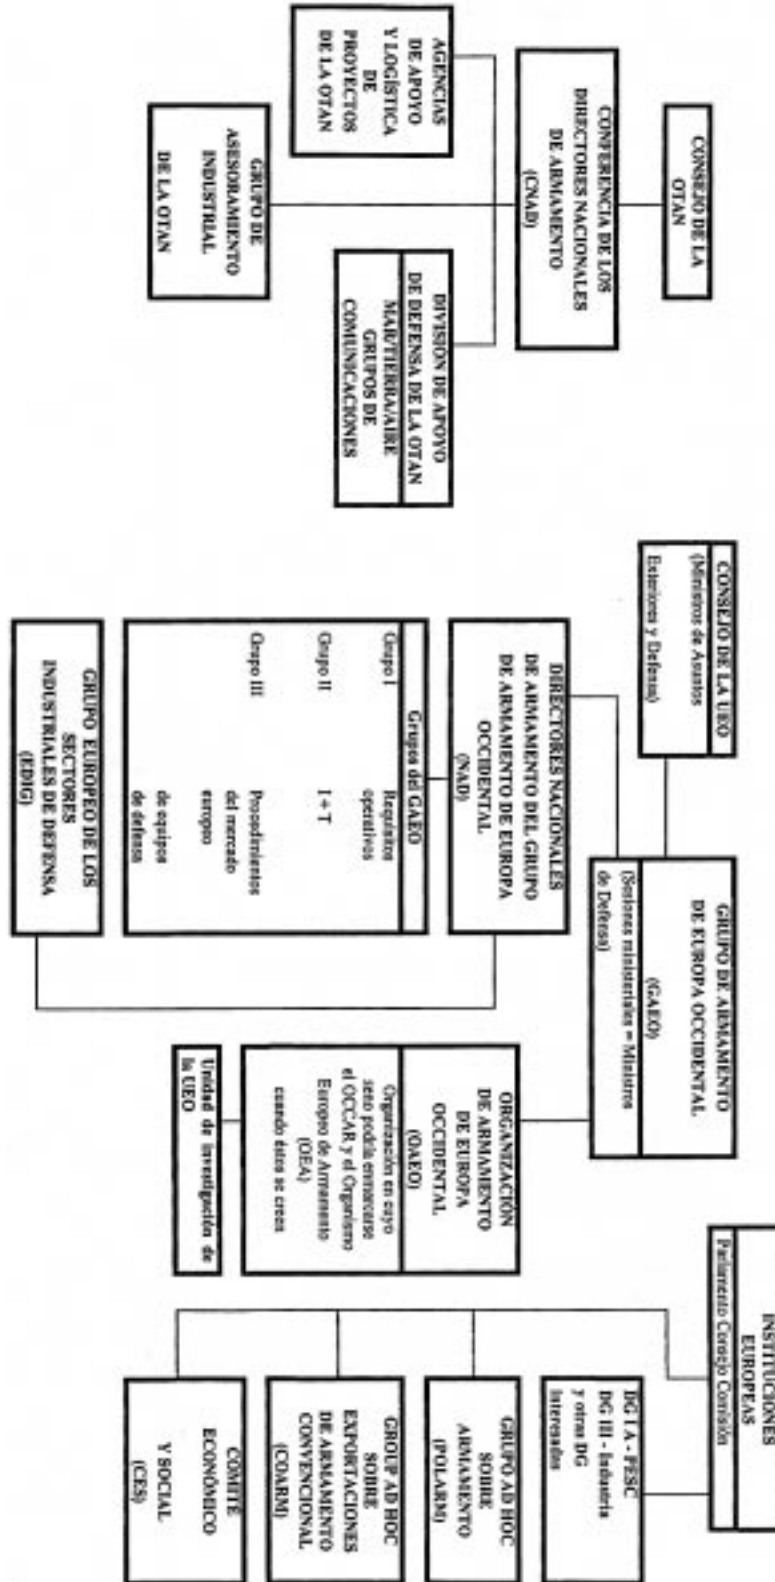 CONSEJO DE LA
OTAN
CONFERENCIA DE LOS
DIRECTORES NACIONALES
DE ARMAMENTO
(CNAD)
AGENCIAS
DE APOYO
Y LOGÍSTICA
DE
PROYECTOS
DE LA OTAN
DIVISIÓN DE APOYO
DE DEFENSA DE LA OTAN
MAR/TIERRA/AIRE
GRUPOS DE
COMUNICACIONES
GRUPO DE
ASESORAMIENTO
INDUSTRIAL
DE LA OTAN
CONSEJO DE LA UEO
(Ministros de Asuntos
Exteriores y Defensa)
GRUPO DE ARMAMENTO
DE EUROPA OCCIDENTAL
(GAEO)
(Sesiones ministeriales = Ministros
de Defensa)
DIRECTORES NACIONALES
DE ARMAMENTO DEL GRUPO
DE ARMAMENTO DE EUROPA
OCCIDENTAL
(NAD)
Grupos del GAEO
Grupo I Requisitos
operativos
Grupo II I + T
Grupo III Procedimientos
del mercado
europeo
de equipos
de defensa
GRUPO EUROPEO DE LOS
SECTORES
INDUSTRIALES DE DEFENSA
(EDIG)
ORGANIZACIÓN
DE ARMAMENTO
DE EUROPA
OCCIDENTAL
(OAEO)
Organización en cuyo
seno podría enmarcarse
el OCCAR y el Organismo
Europeo de Armamento
(OEA)
cuando éstos se creen
Unidad de investigación de
la UEO
INSTITUCIONES
EUROPEAS
Parlamento Consejo Comisión
DG I A - PESC
DG III - Industria
y otras DG
interesadas
GRUPO AD HOC
SOBRE
ARMAMENTO
(POLARM)
GROUP AD HOC
SOBRE
EXPORTACIONES
DE ARMAMENTO
CONVENCIONAL
(COARM)
COMITÉ
ECONÓMICO
Y SOCIAL
(CES)